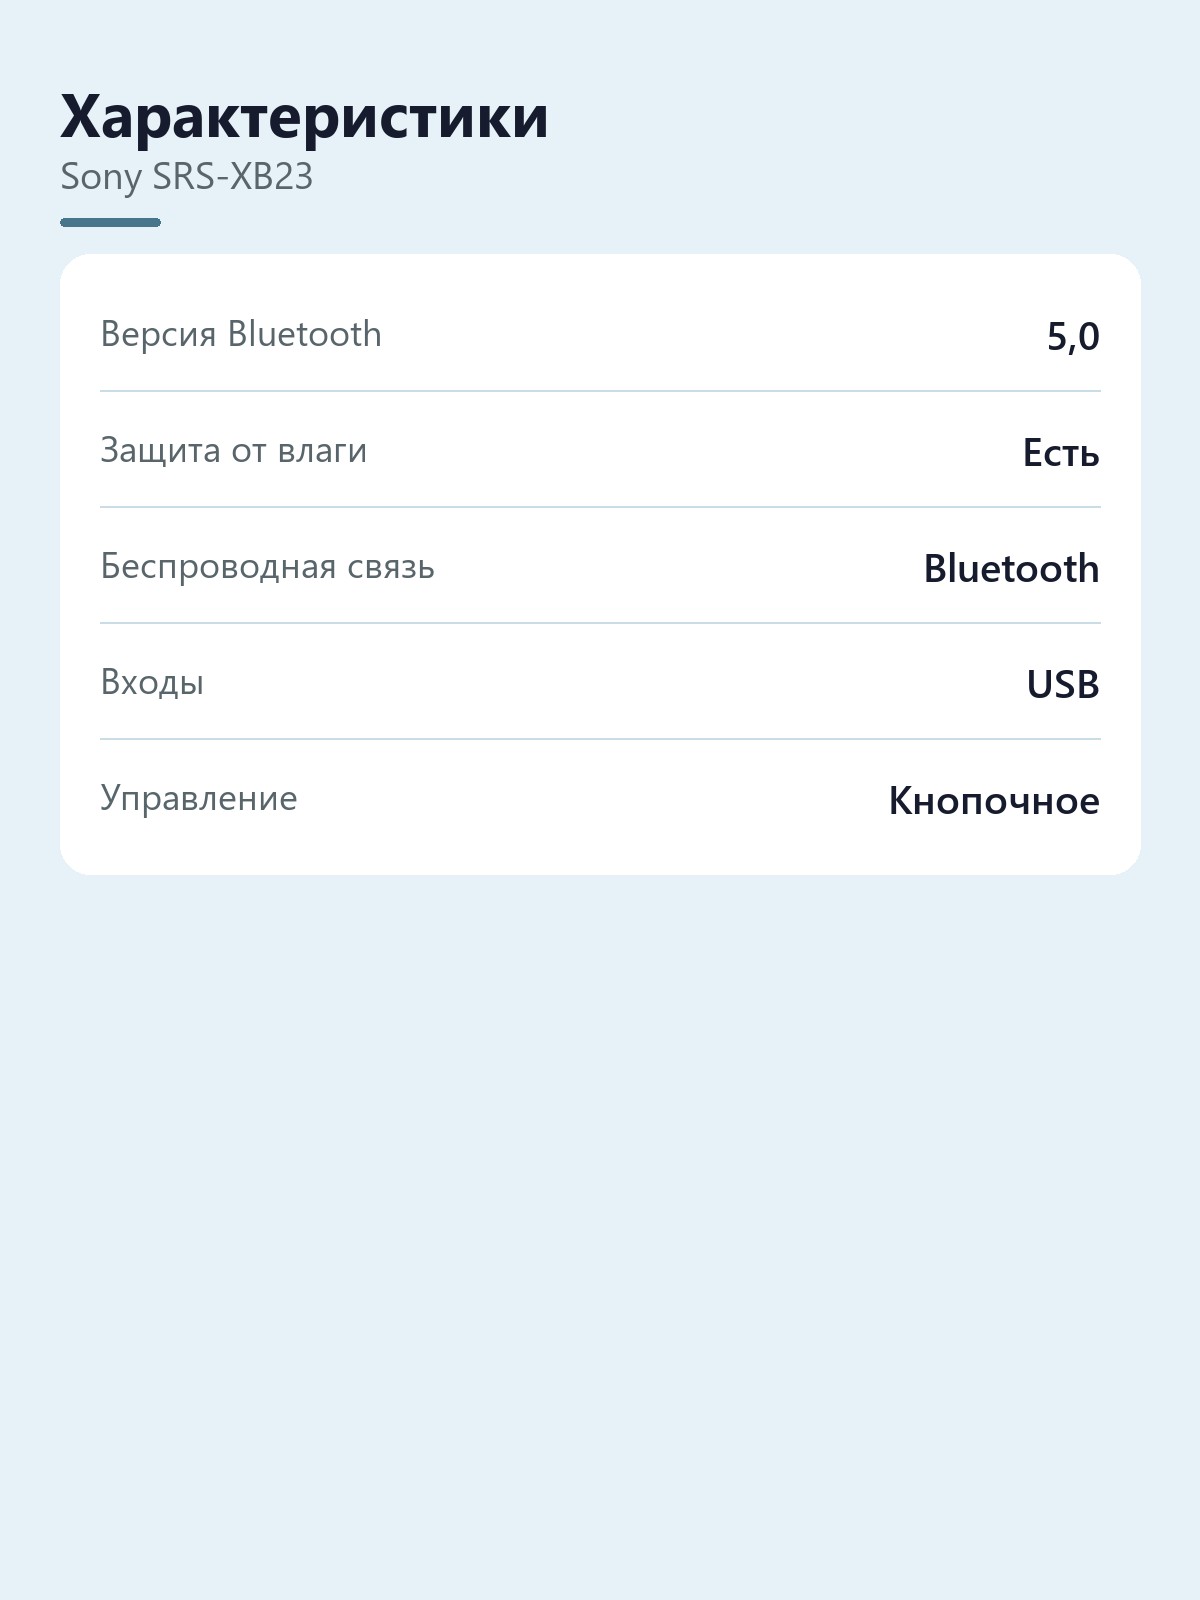 Характеристики
Sony SRS-XB23
Версия Bluetooth 5,0
Защита от влаги Есть
Беспроводная связь Bluetooth
Входы USB
Управление Кнопочное